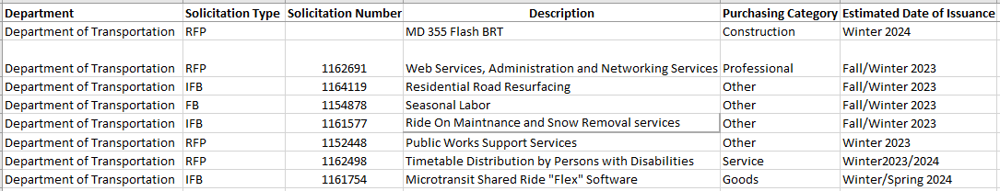 Department Solicitation Type Solicitation Number Description Purchasing Category Estimated Date of Issuance
Department of Transportation RFP MD 355 Flash BRT Construction Winter 2024
Department of Transportation RFP 1162691 Web Services, Administration and Networking Services Professional Fall/Winter 2023
Department of Transportation IFB 1164119 Residential Road Resurfacing Other Fall/Winter 2023
Department of Transportation FB 1154878 Seasonal Labor Other Fall/Winter 2023
Department of Transportation IFB 1161577 Ride On Maintnance and Snow Removal services Other Fall/Winter 2023
Department of Transportation RFP 1152448 Public Works Support Services Other Winter 2023
Department of Transportation RFP 1162498 Timetable Distribution by Persons with Disabilities Service Winter2023/2024
Department of Transportation IFB 1161754 Microtransit Shared Ride "Flex" Software Goods Winter/Spring 2024